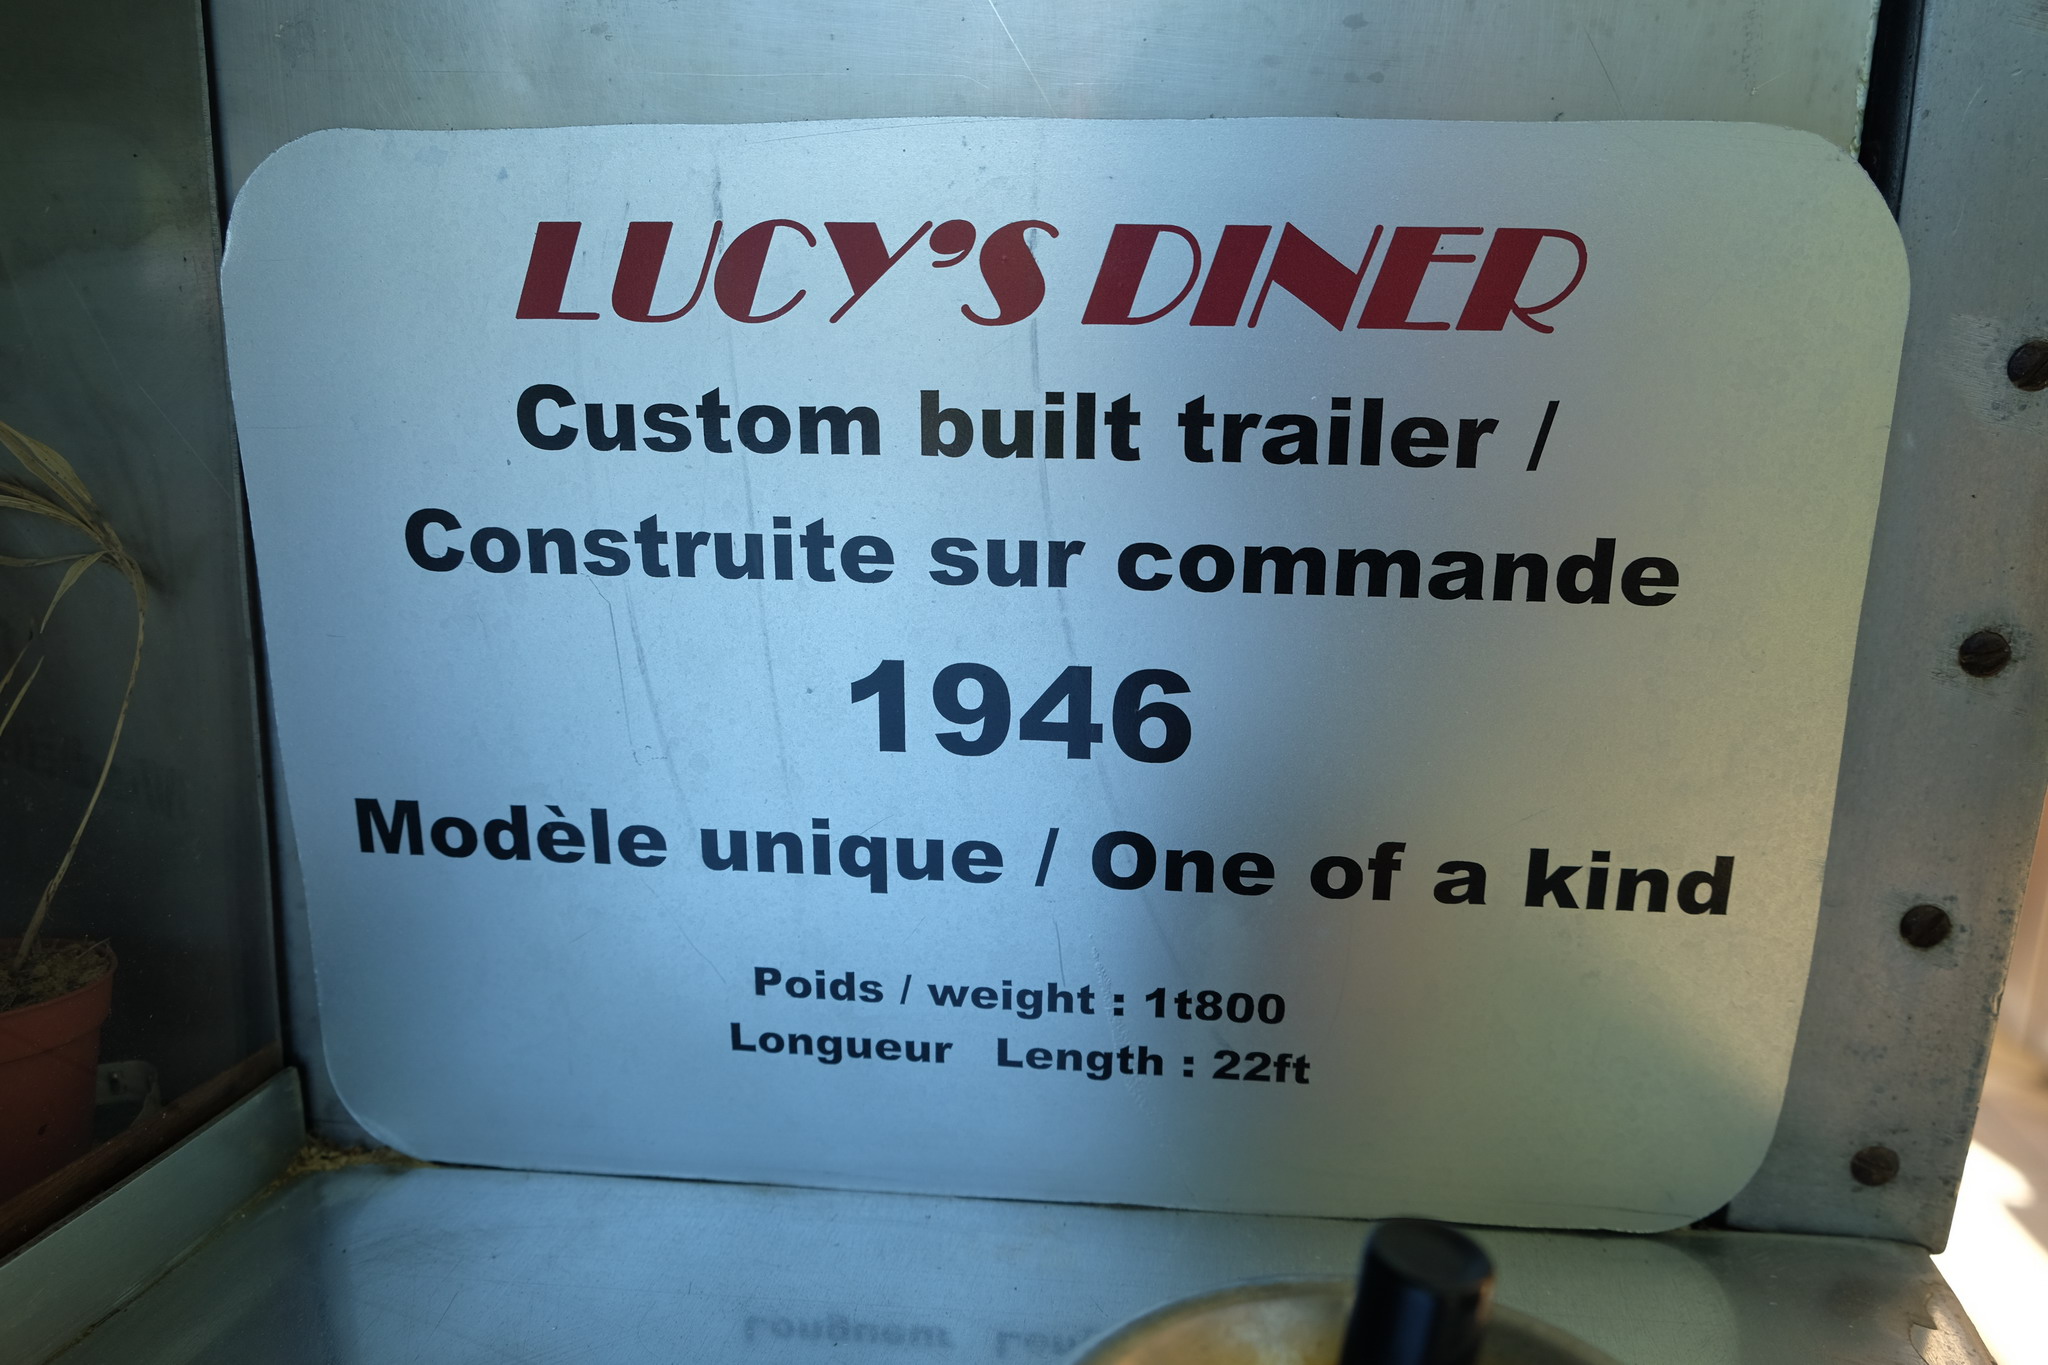 LUCY'S DINER
Custom built trailer /
Construite sur commande
1946
Modèle unique / One of a kind
Poids / weight : 1t800
Longueur Length : 22ft